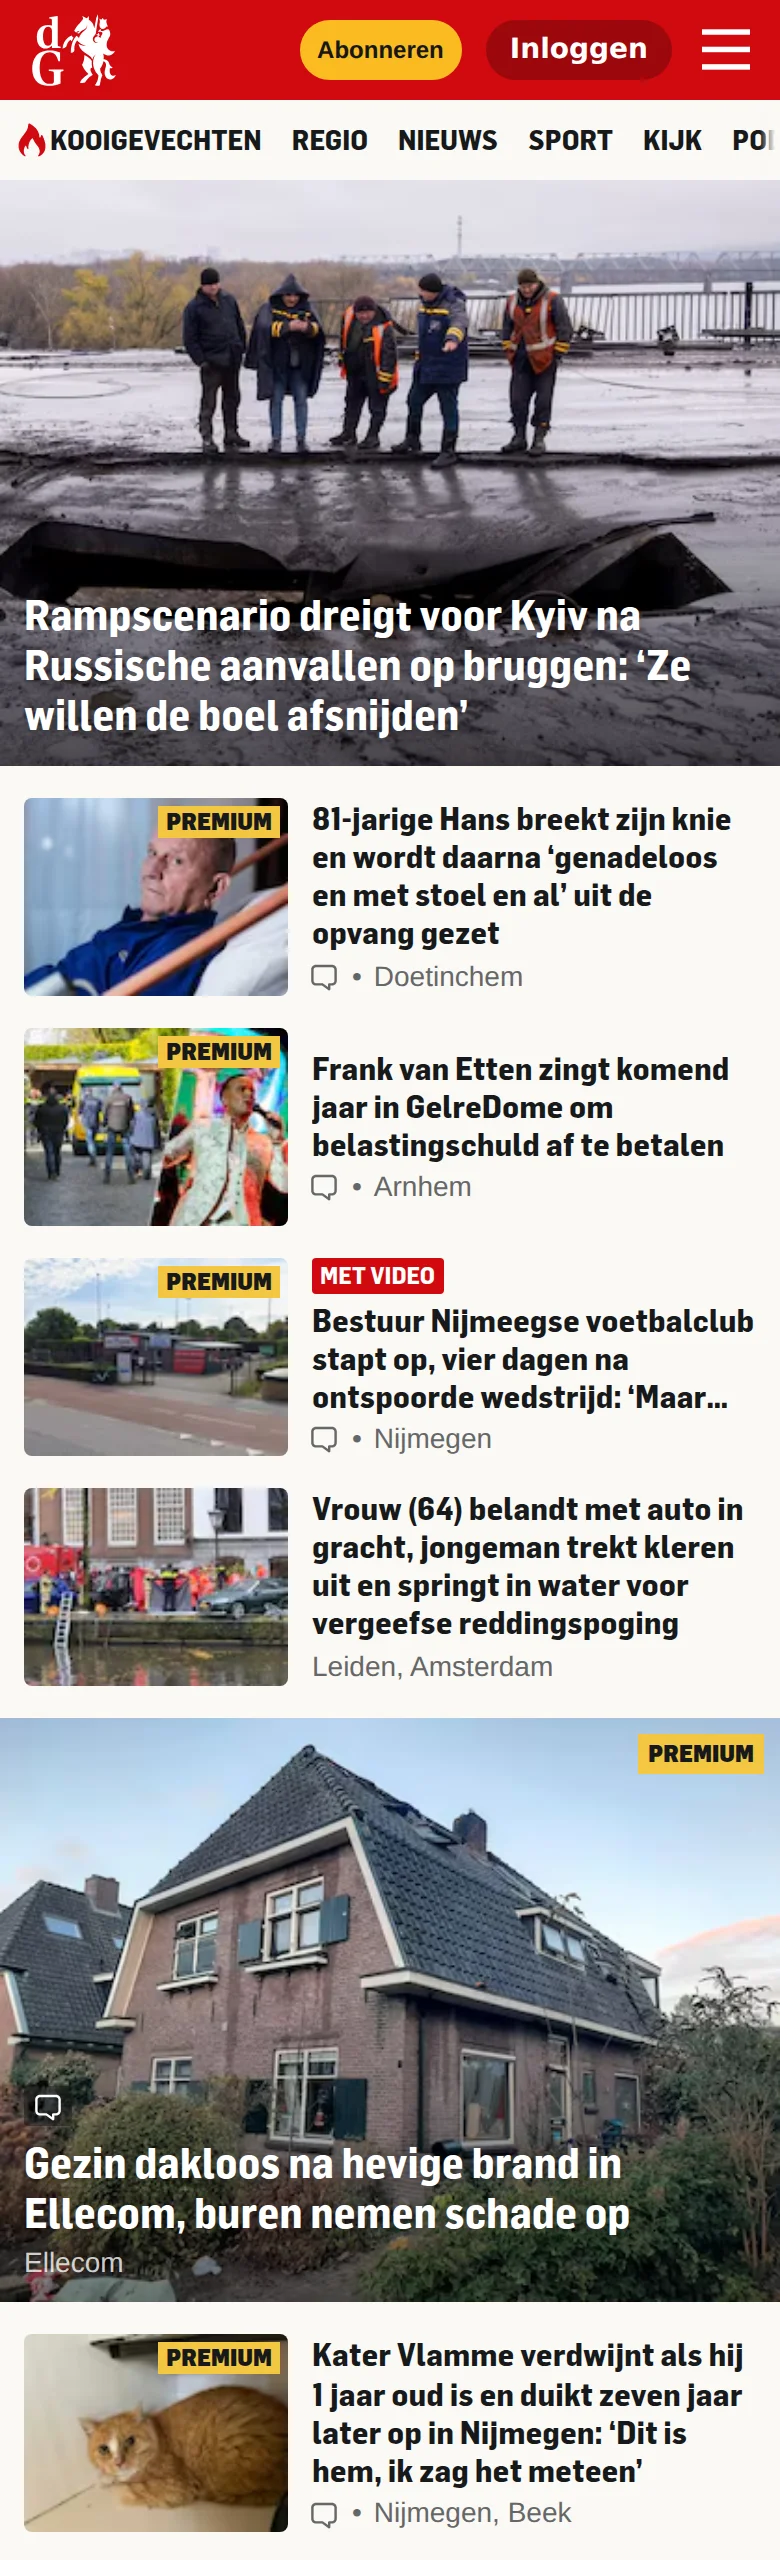 d
G
Abonneren
Inloggen
KOOIGEVECHTEN REGIO NIEUWS SPORT KIJK
Rampscenario dreigt voor Kyiv na
Russische aanvallen op bruggen: ‘Ze
willen de boel afsnijden’
PREMIUM
81-jarige Hans breekt zijn knie
en wordt daarna ‘genadeloos
en met stoel en al’ uit de
opvang gezet
• Doetinchem
PREMIUM
Frank van Etten zingt komend
jaar in GelreDome om
belastingschuld af te betalen
• Arnhem
PREMIUM
MET VIDEO
Bestuur Nijmeegse voetbalclub
stapt op, vier dagen na
ontspoorde wedstrijd: ‘Maar...
• Nijmegen
Vrouw (64) belandt met auto in
gracht, jongeman trekt kleren
uit en springt in water voor
vergeefse reddingspoging
Leiden, Amsterdam
PREMIUM
Gezin dakloos na hevige brand in
Ellecom, buren nemen schade op
Ellecom
PREMIUM
Kater Vlamme verdwijnt als hij
1 jaar oud is en duikt zeven jaar
later op in Nijmegen: ‘Dit is
hem, ik zag het meteen’
• Nijmegen, Beek